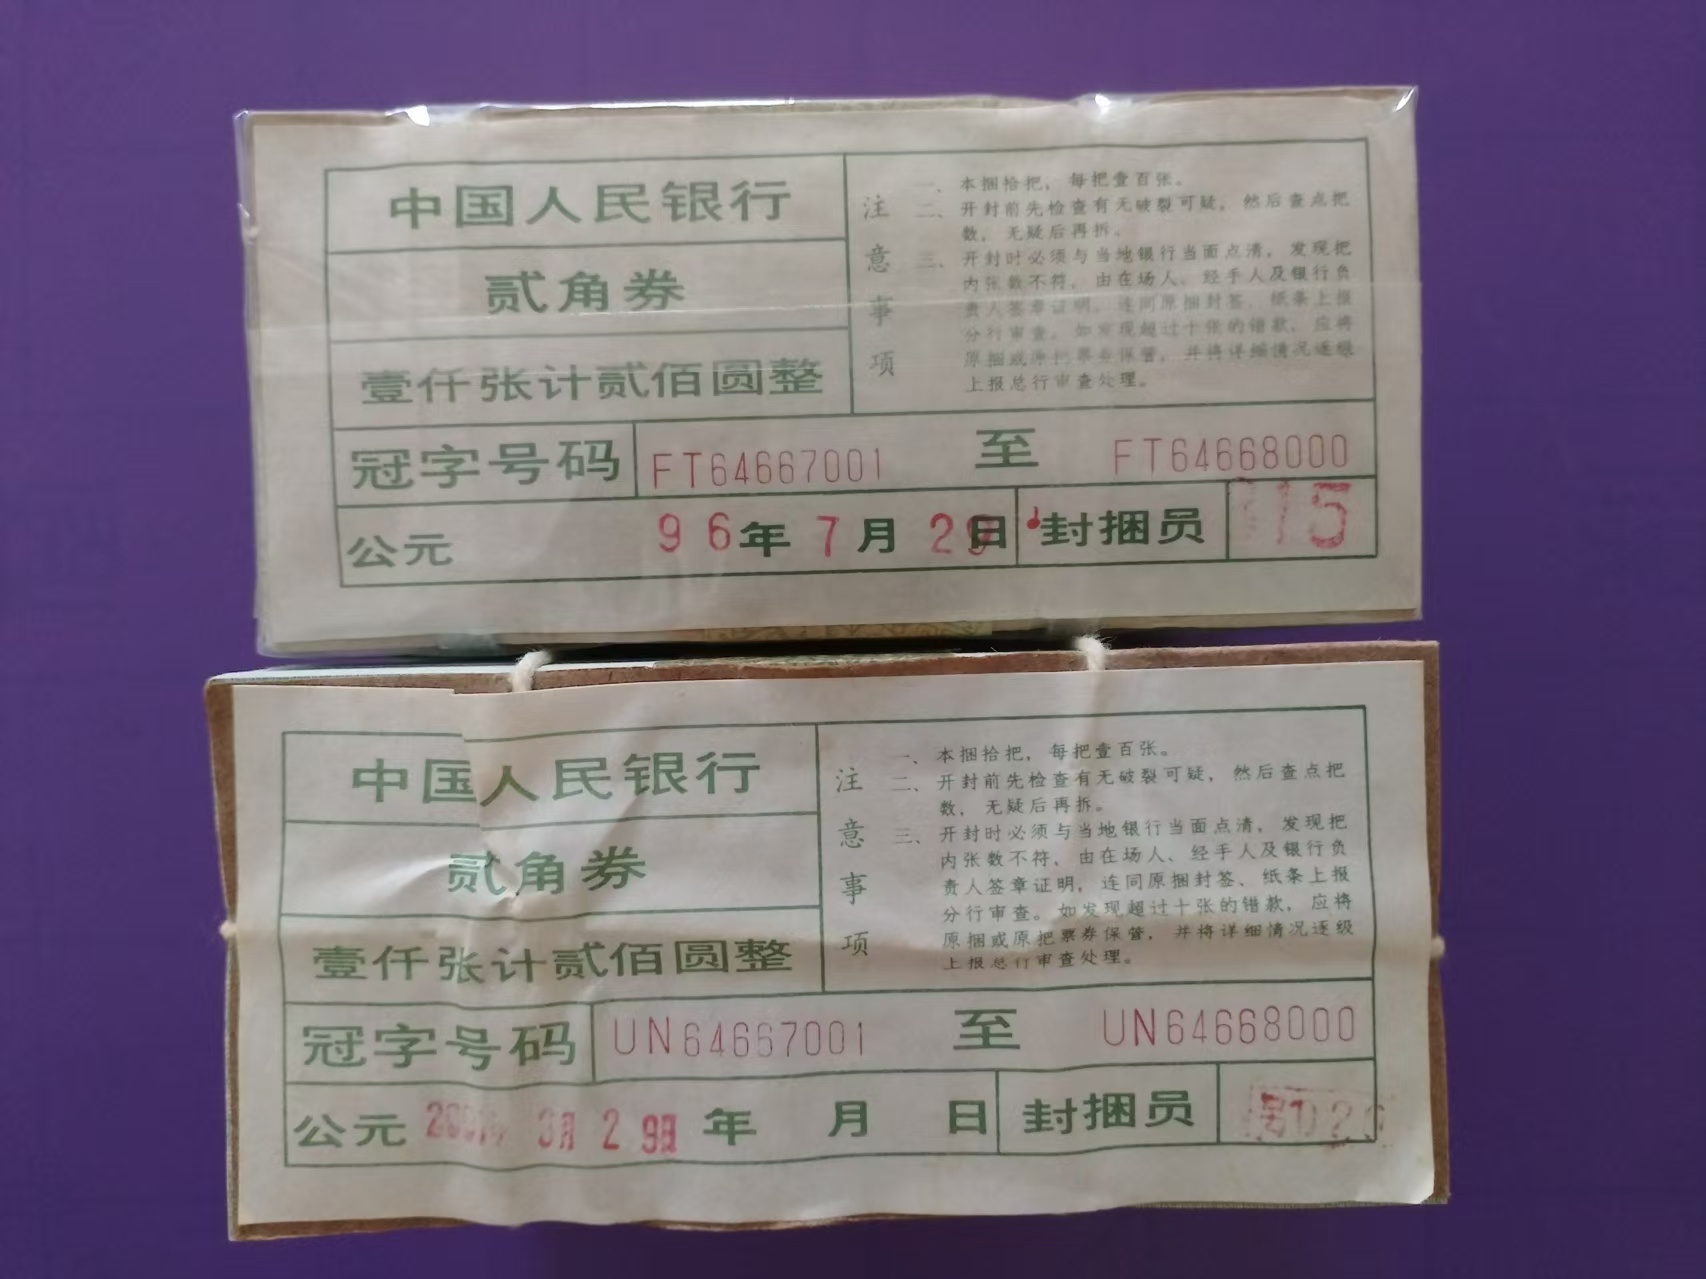 中国人民银行
贰角券
壹仟张计贰佰圆整
注意事项
一、本捆拾把，每把壹百张。
二、开封前先检查有无破裂可疑，然后查点把
数，无疑后再拆。
三、开封时必须与当地银行当面点清，发现把
内张数不符，由在场人、经手人及银行负
责人签章证明，连同原捆封签、纸条上报
分行审查。如发现超过十张的错款，应将
原捆或原把票券保管，并将详细情况逐级
上报总行审查处理。
冠字号码 FT64667001 至 FT64668000
公元 96年7月29日 封捆员 15
中国人民银行
贰角券
壹仟张计贰佰圆整
注意事项
一、本捆拾把，每把壹百张。
二、开封前先检查有无破裂可疑，然后查点把
数，无疑后再拆。
三、开封时必须与当地银行当面点清，发现把
内张数不符，由在场人、经手人及银行负
责人签章证明，连同原捆封签、纸条上报
分行审查。如发现超过十张的错款，应将
原捆或原把票券保管，并将详细情况逐级
上报总行审查处理。
冠字号码 UN64667001 至 UN64668000
公元 3月29日 年 月 日 封捆员